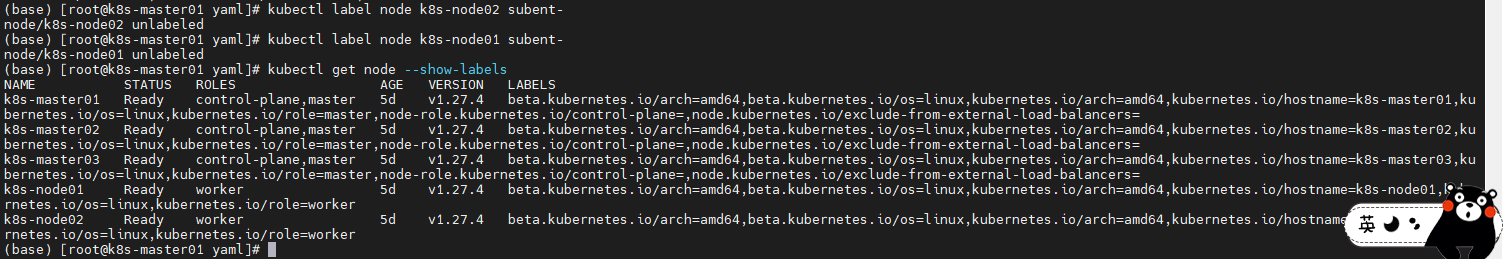 (base) [root@k8s-master01 yaml]# kubectl label node k8s-node02 subent-
node/k8s-node02 unlabeled
(base) [root@k8s-master01 yaml]# kubectl label node k8s-node01 subent-
node/k8s-node01 unlabeled
(base) [root@k8s-master01 yaml]# kubectl get node --show-labels
NAME STATUS ROLES AGE VERSION LABELS
k8s-master01 Ready control-plane,master 5d v1.27.4 beta.kubernetes.io/arch=amd64,beta.kubernetes.io/os=linux,kubernetes.io/arch=amd64,kubernetes.io/hostname=k8s-master01,ku
bernetes.io/os=linux,kubernetes.io/role=master,node-role.kubernetes.io/control-plane=,node.kubernetes.io/exclude-from-external-load-balancers=
k8s-master02 Ready control-plane,master 5d v1.27.4 beta.kubernetes.io/arch=amd64,beta.kubernetes.io/os=linux,kubernetes.io/arch=amd64,kubernetes.io/hostname=k8s-master02,ku
bernetes.io/os=linux,kubernetes.io/role=master,node-role.kubernetes.io/control-plane=,node.kubernetes.io/exclude-from-external-load-balancers=
k8s-master03 Ready control-plane,master 5d v1.27.4 beta.kubernetes.io/arch=amd64,beta.kubernetes.io/os=linux,kubernetes.io/arch=amd64,kubernetes.io/hostname=k8s-master03,ku
bernetes.io/os=linux,kubernetes.io/role=master,node-role.kubernetes.io/control-plane=,node.kubernetes.io/exclude-from-external-load-balancers=
k8s-node01 Ready worker 5d v1.27.4 beta.kubernetes.io/arch=amd64,beta.kubernetes.io/os=linux,kubernetes.io/arch=amd64,kubernetes.io/hostname=k8s-node01,
rnetes.io/os=linux,kubernetes.io/role=worker
k8s-node02 Ready worker 5d v1.27.4 beta.kubernetes.io/arch=amd64,beta.kubernetes.io/os=linux,kubernetes.io/arch=amd64,kubernetes.io/hostname
rnetes.io/os=linux,kubernetes.io/role=worker
英
(base) [root@k8s-master01 yaml]#